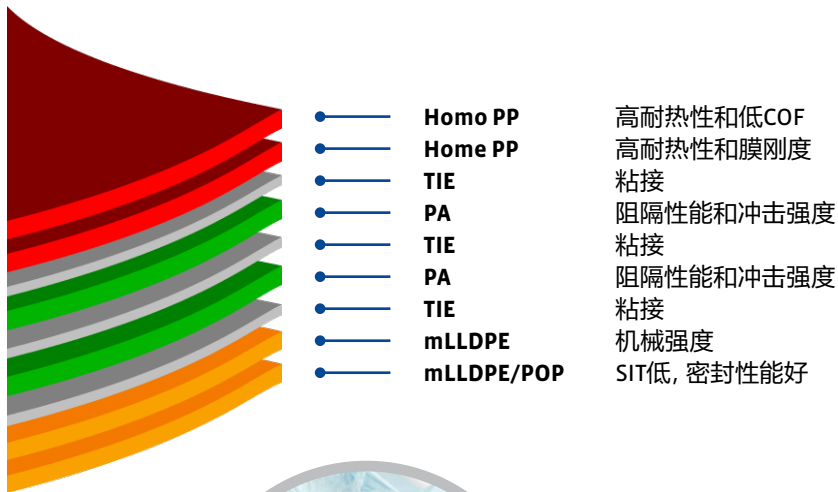 Homo PP 高耐热性和低COF
Home PP 高耐热性和膜刚度
TIE 粘接
PA 阻隔性能和冲击强度
TIE 粘接
PA 阻隔性能和冲击强度
TIE 粘接
mLLDPE 机械强度
mLLDPE/POP SIT低, 密封性能好